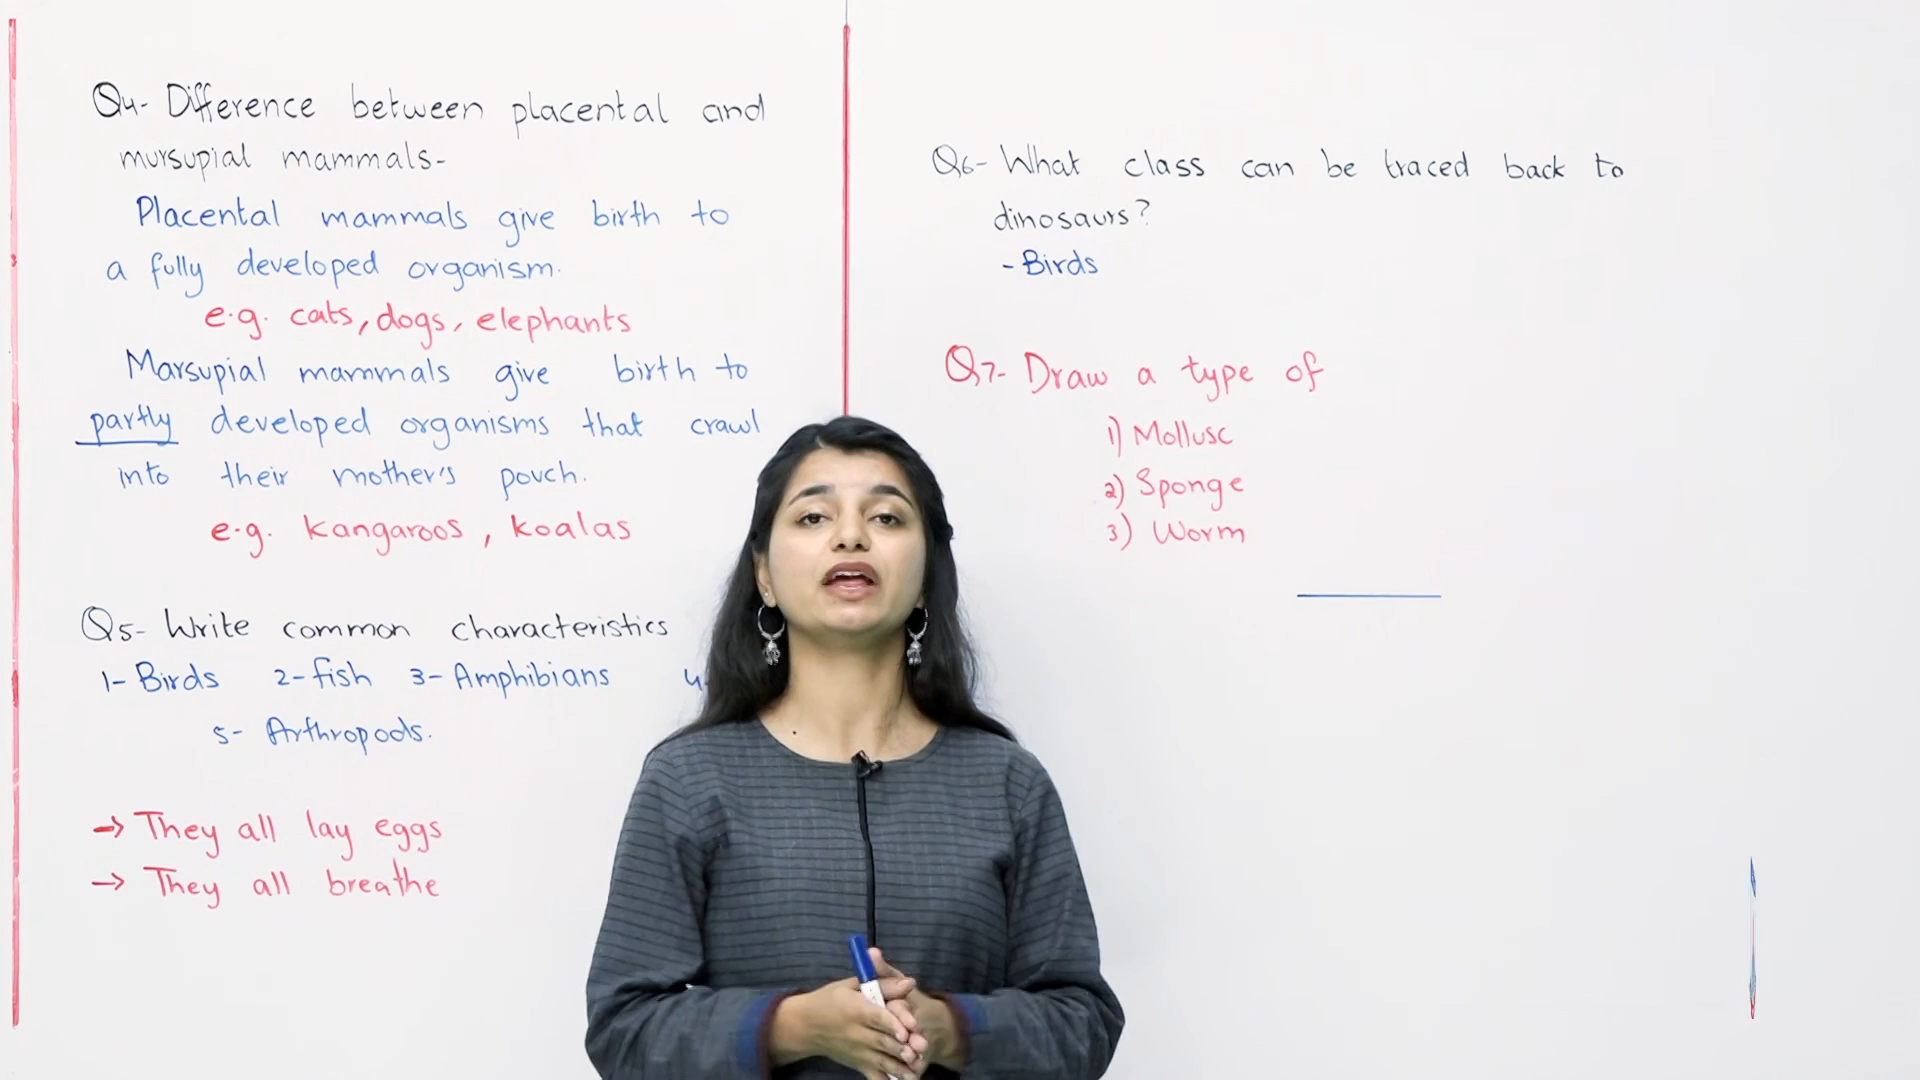 Q4- Difference between placental and
mursupial mammals-
Placental mammals give birth to
a fully developed organism.
e.g. cats, dogs, elephants
Marsupial mammals give birth to
partly developed organisms that crawl
into their mother's pouch.
e.g. kangaroos, koalas
Q5- Write common characteristics
1- Birds 2- fish 3- Amphibians 4-
5- Arthropods.
→ They all lay eggs
→ They all breathe
Q6- What class can be traced back to
dinosaurs?
- Birds
Q7- Draw a type of
1) Mollusc
2) Sponge
3) Worm